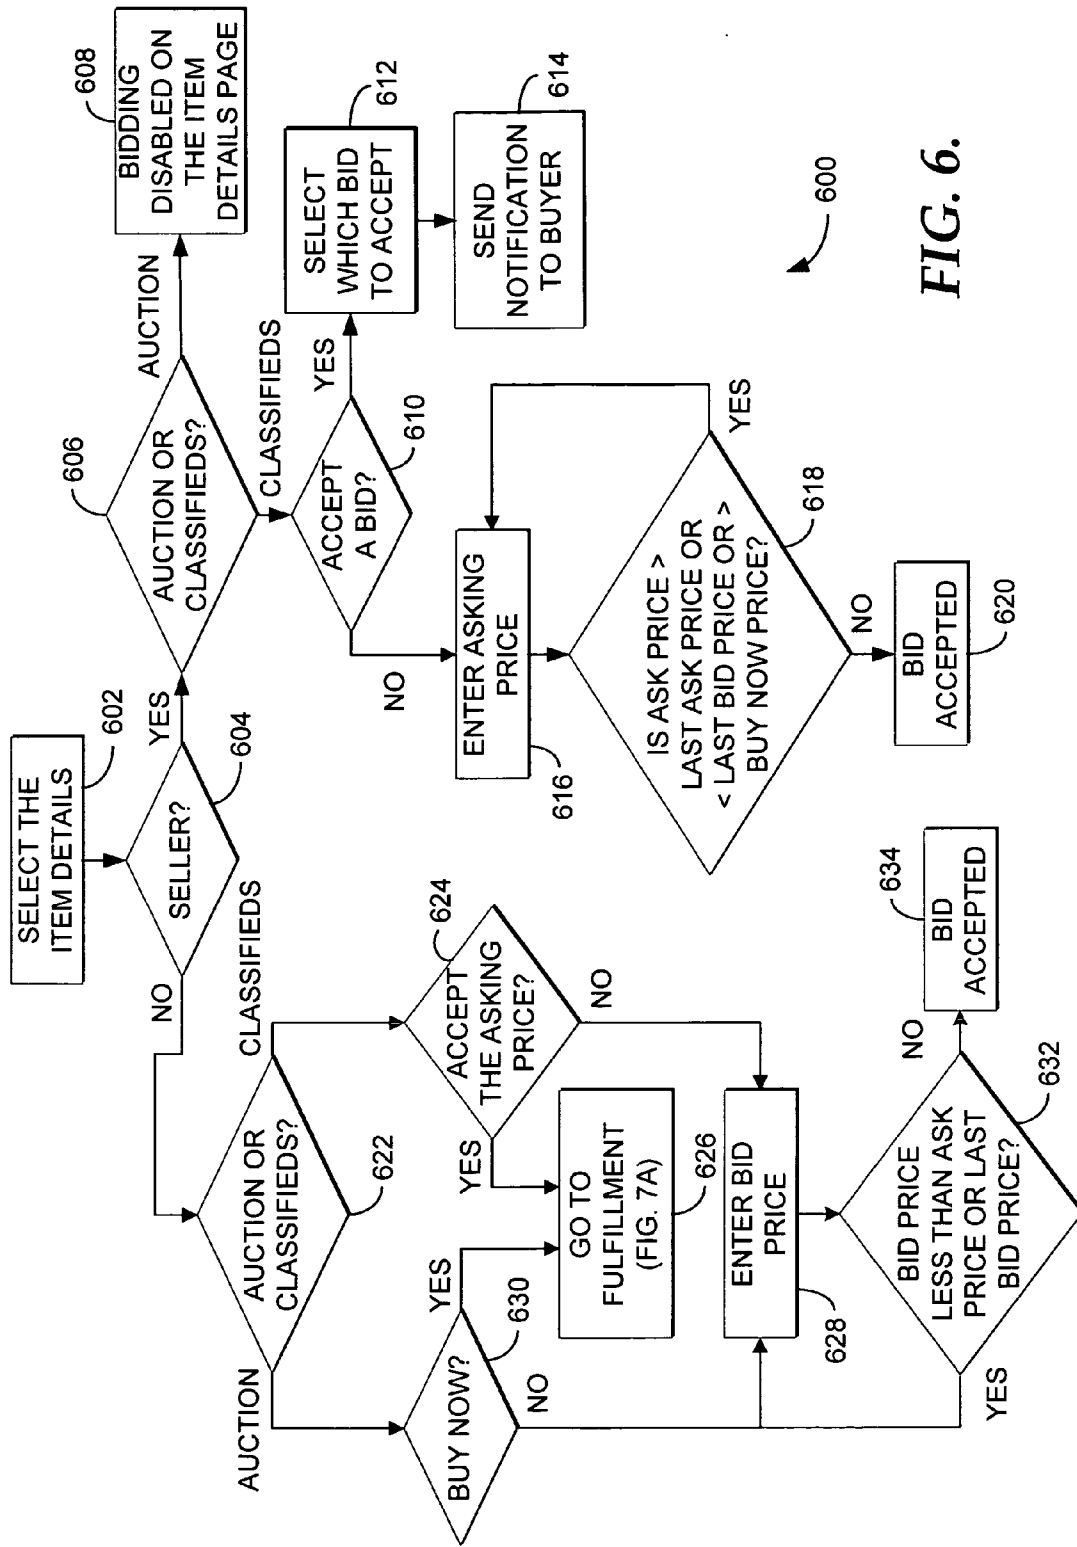 SELECT THE
ITEM DETAILS
602
SELLER?
604
NO
YES
606
AUCTION OR
CLASSIFIEDS?
AUCTION
608
BIDDING
DISABLED ON
THE ITEM
DETAILS PAGE
CLASSIFIEDS
ACCEPT
A BID?
610
YES
612
SELECT
WHICH BID
TO ACCEPT
614
SEND
NOTIFICATION
TO BUYER
NO
ENTER ASKING
PRICE
616
IS ASK PRICE >
LAST ASK PRICE OR
< LAST BID PRICE OR >
BUY NOW PRICE?
618
YES
NO
BID
ACCEPTED
620
AUCTION OR
CLASSIFIEDS?
622
AUCTION
CLASSIFIEDS
BUY NOW?
630
YES
NO
624
ACCEPT
THE ASKING
PRICE?
YES
NO
GO TO
FULFILLMENT
(FIG. 7A)
626
ENTER BID
PRICE
628
BID PRICE
LESS THAN ASK
PRICE OR LAST
BID PRICE?
632
YES
NO
634
BID
ACCEPTED
600
FIG. 6.